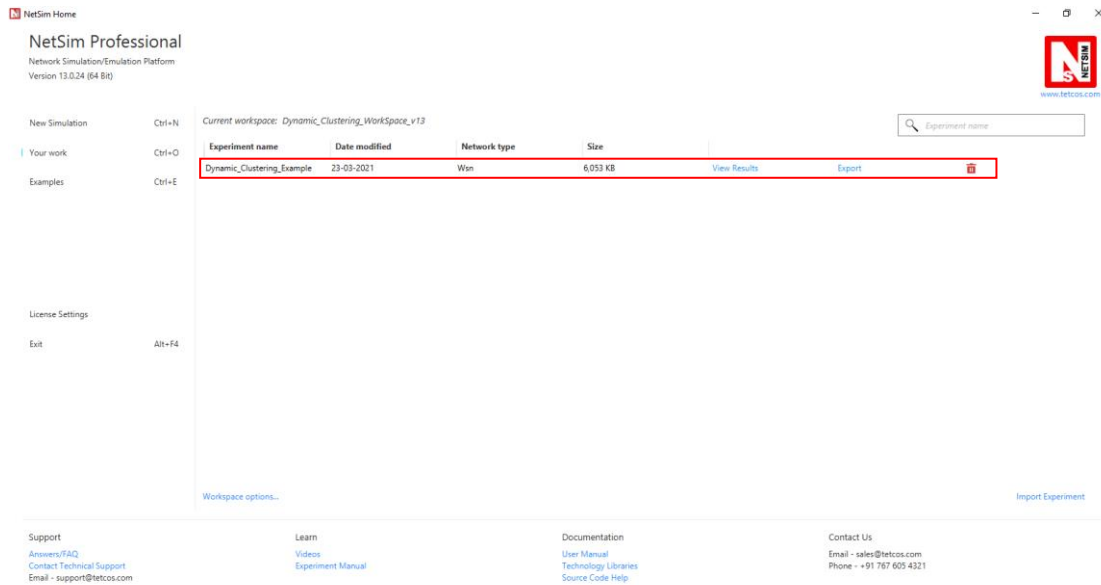 NetSim Home
NetSim Professional
Network Simulation/Emulation Platform
Version 13.0.24 (64 Bit)
NETSIM
www.tetcos.com
New Simulation Ctrl+N
Your work Ctrl+O
Examples Ctrl+E
License Settings
Exit Alt+F4
Current workspace: Dynamic_Clustering_WorkSpace_v13
Experiment name
Experiment name Date modified Network type Size
Dynamic_Clustering_Example 23-03-2021 Wsn 6,053 KB View Results Export
Workspace options... Import Experiment
Support Learn Documentation Contact Us
Answers/FAQ Videos User Manual Email - sales@tetcos.com
Contact Technical Support Experiment Manual Technology Libraries Phone - +91 767 605 4321
Email - support@tetcos.com Source Code Help